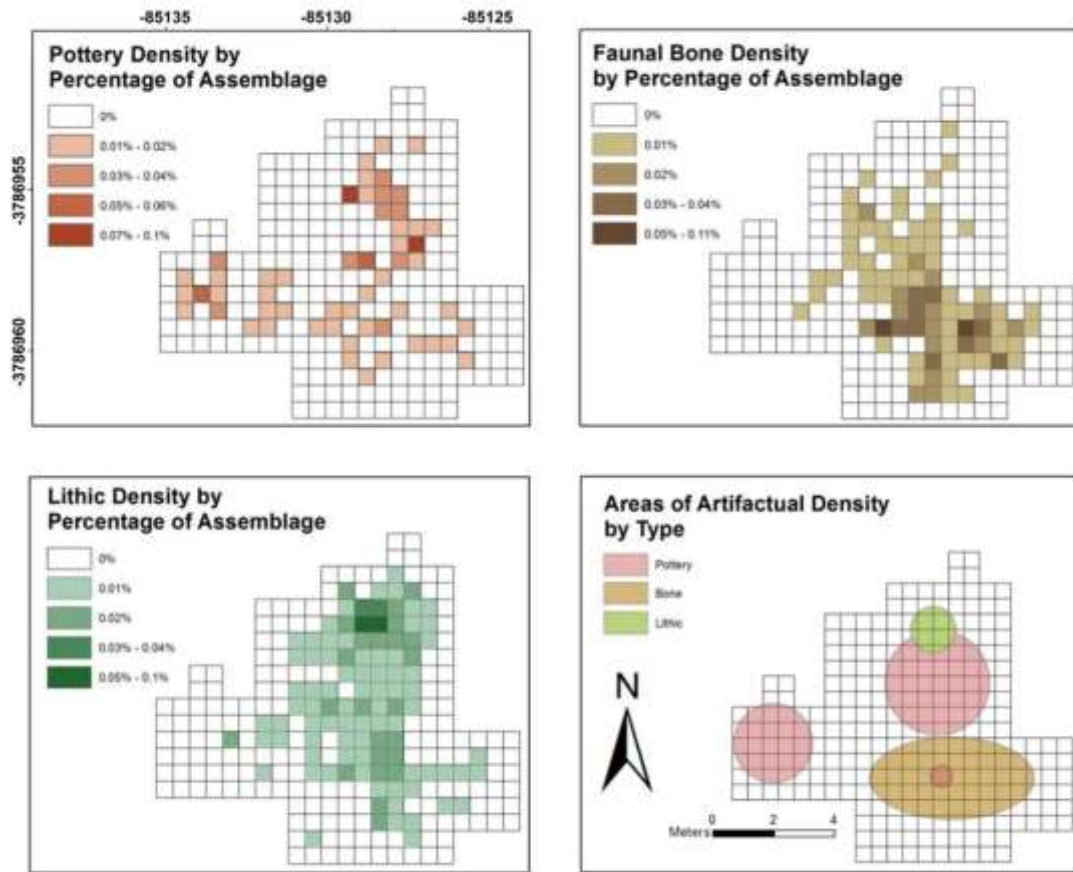 -85135 -85130 -85125
-3786955
-3786960
Pottery Density by
Percentage of Assemblage
0%
0.01% - 0.02%
0.03% - 0.04%
0.05% - 0.06%
0.07% - 0.1%
Faunal Bone Density
by Percentage of Assemblage
0%
0.01%
0.02%
0.03% - 0.04%
0.05% - 0.11%
Lithic Density by
Percentage of Assemblage
0%
0.01%
0.02%
0.03% - 0.04%
0.05% - 0.1%
Areas of Artifactual Density
by Type
Pottery
Bone
Lithic
N
0 2 4
Meters